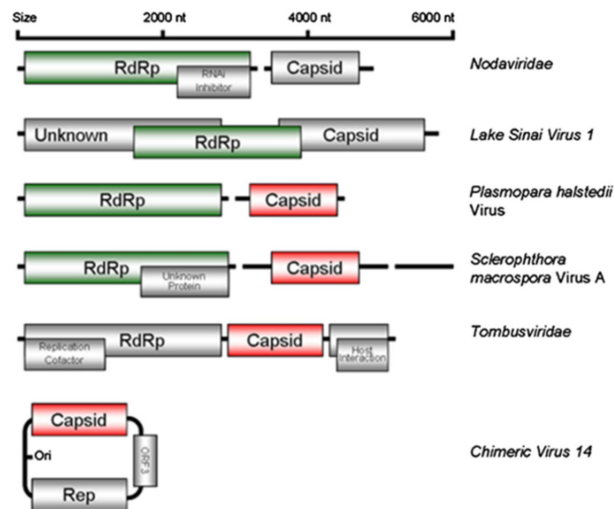 Size 2000 nt 4000 nt 6000 nt
RdRp RNAi Inhibitor Capsid Nodaviridae
Unknown RdRp Capsid Lake Sinai Virus 1
RdRp Capsid Plasmopara halstedii
Virus
RdRp Unknown Protein Capsid Sclerophthora
macrospora Virus A
Replication Cofactor RdRp Capsid Host Interaction Tombusviridae
Capsid
Ori ORF3 Chimeric Virus 14
Rep